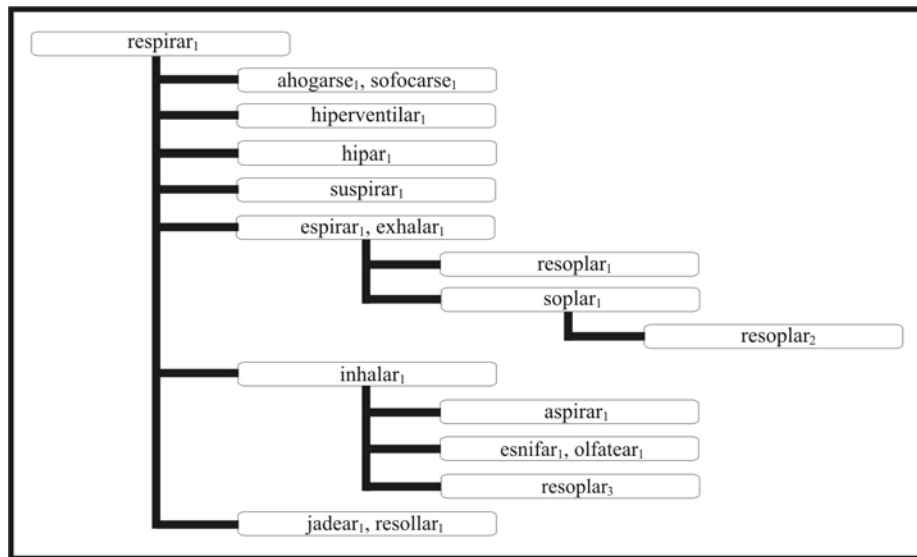 respirar₁
ahogarse₁, sofocarse₁
hiperventilar₁
hipar₁
suspirar₁
espirar₁, exhalar₁
resoplar₁
soplar₁
resoplar₂
inhalar₁
aspirar₁
esnifar₁, olfatear₁
resoplar₃
jadear₁, resollar₁